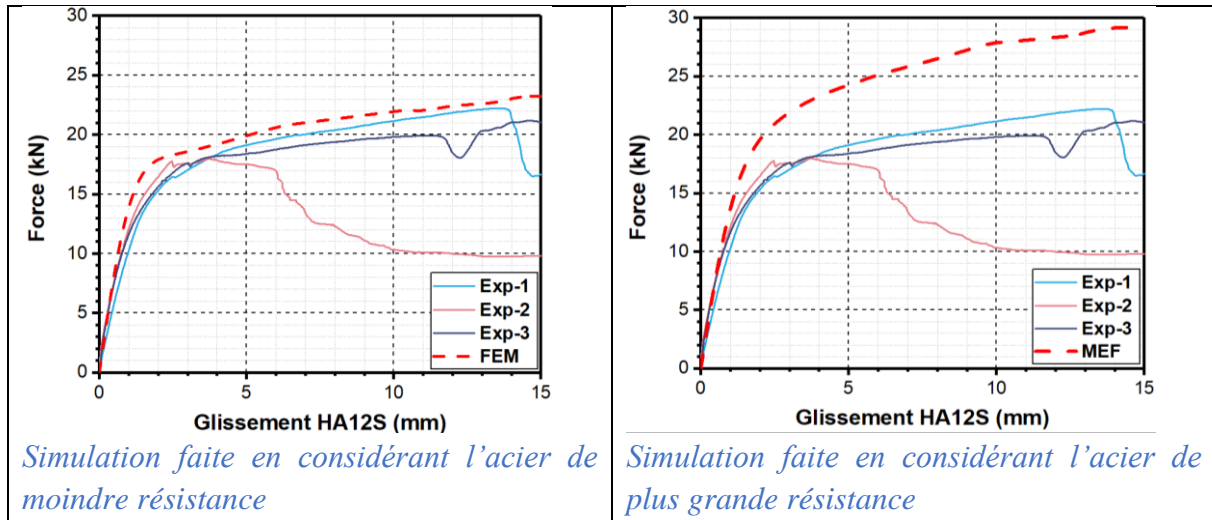 30
25
20
15
10
5
0
Force (kN)
Exp-1
Exp-2
Exp-3
FEM
0 5 10 15
Glissement HA12S (mm)
Simulation faite en considérant l’acier de
moindre résistance
30
25
20
15
10
5
0
Force (kN)
Exp-1
Exp-2
Exp-3
MEF
0 5 10 15
Glissement HA12S (mm)
Simulation faite en considérant l’acier de
plus grande résistance